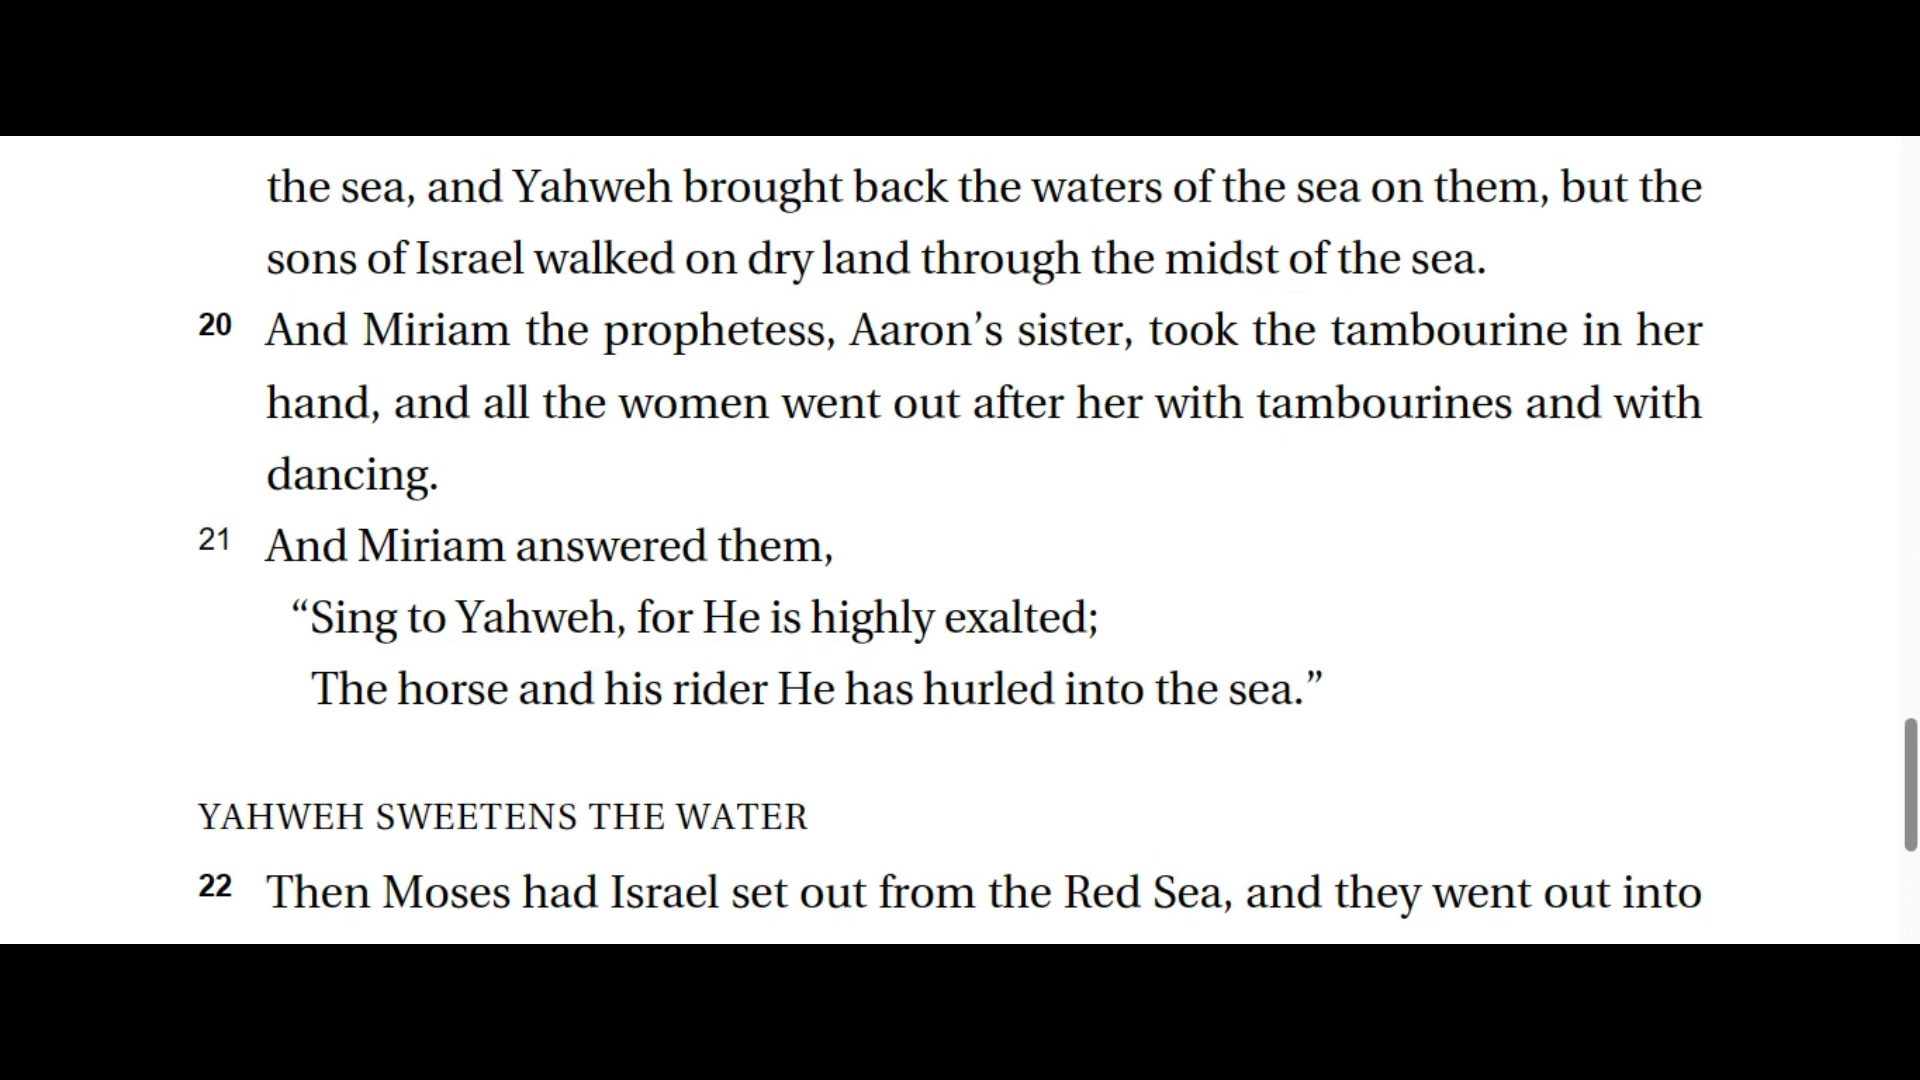 the sea, and Yahweh brought back the waters of the sea on them, but the
sons of Israel walked on dry land through the midst of the sea.
20 And Miriam the prophetess, Aaron’s sister, took the tambourine in her
hand, and all the women went out after her with tambourines and with
dancing.
21 And Miriam answered them,
“Sing to Yahweh, for He is highly exalted;
The horse and his rider He has hurled into the sea.”
YAHWEH SWEETENS THE WATER
22 Then Moses had Israel set out from the Red Sea, and they went out into